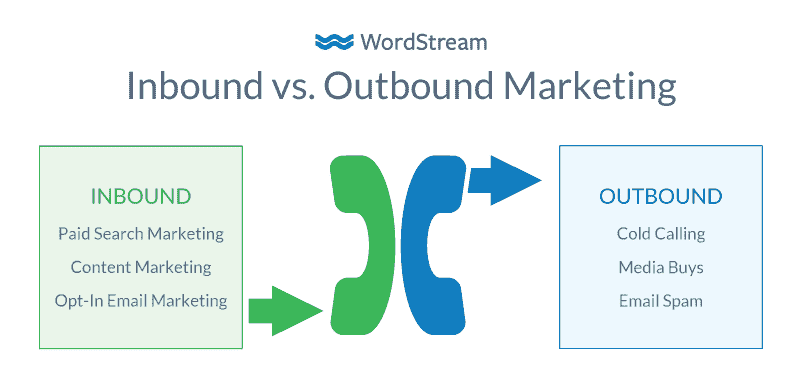 WordStream
Inbound vs. Outbound Marketing
INBOUND
Paid Search Marketing
Content Marketing
Opt-In Email Marketing
OUTBOUND
Cold Calling
Media Buys
Email Spam